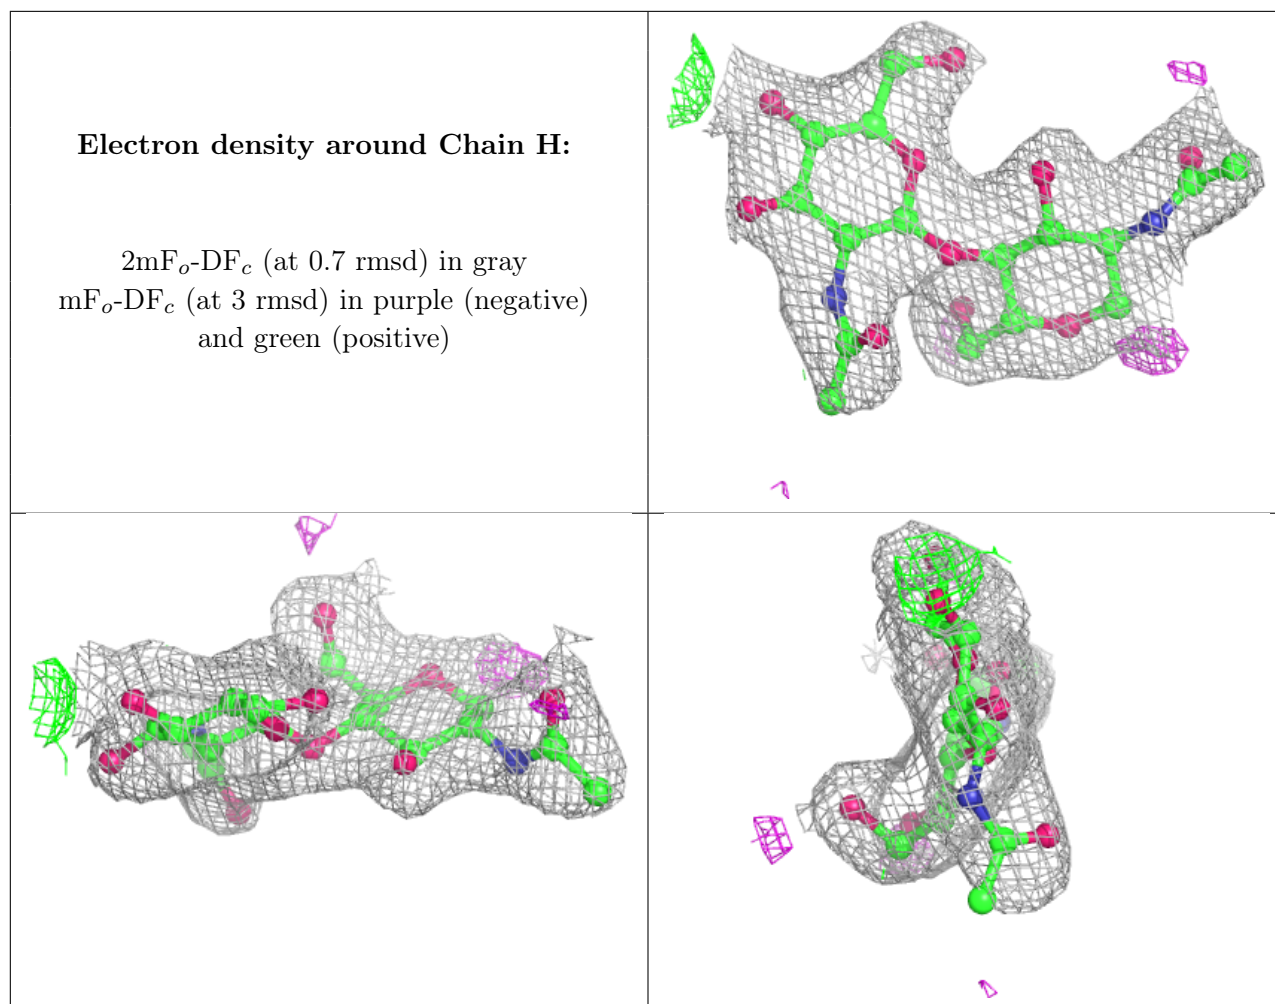 Electron density around Chain H:
2mFo-DFc (at 0.7 rmsd) in gray
mFo-DFc (at 3 rmsd) in purple (negative)
and green (positive)